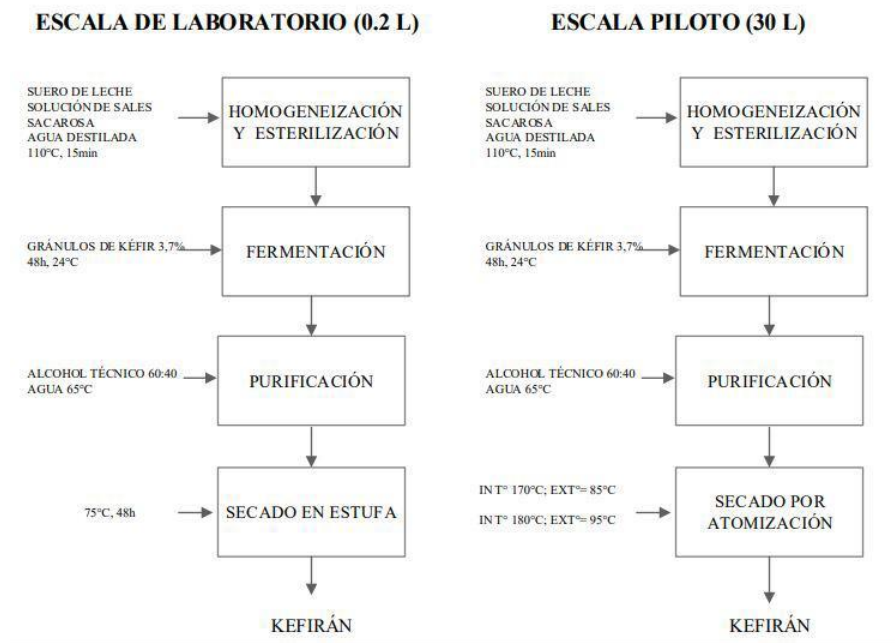 ESCALA DE LABORATORIO (0.2 L)
SUERO DE LECHE
SOLUCIÓN DE SALES
SACAROSA
AGUA DESTILADA
110°C, 15min
HOMOGENEIZACIÓN
Y ESTERILIZACIÓN
GRÁNULOS DE KÉFIR 3,7%
48h, 24°C
FERMENTACIÓN
ALCOHOL TÉCNICO 60:40
AGUA 65°C
PURIFICACIÓN
75°C, 48h
SECADO EN ESTUFA
KEFIRÁN
ESCALA PILOTO (30 L)
SUERO DE LECHE
SOLUCIÓN DE SALES
SACAROSA
AGUA DESTILADA
110°C, 15min
HOMOGENEIZACIÓN
Y ESTERILIZACIÓN
GRÁNULOS DE KÉFIR 3,7%
48h, 24°C
FERMENTACIÓN
ALCOHOL TÉCNICO 60:40
AGUA 65°C
PURIFICACIÓN
IN T° 170°C; EXT°= 85°C
IN T° 180°C; EXT°= 95°C
SECADO POR
ATOMIZACIÓN
KEFIRÁN